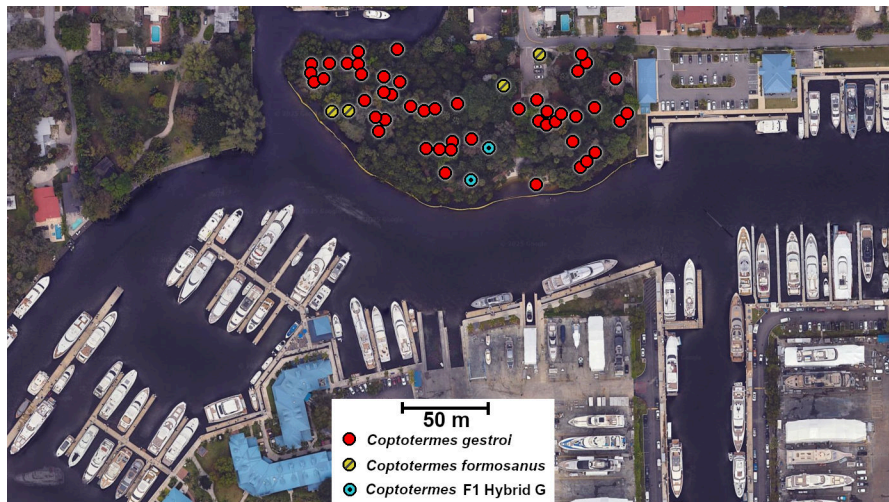 50 m
Coptotermes gestroi
Coptotermes formosanus
Coptotermes F1 Hybrid G